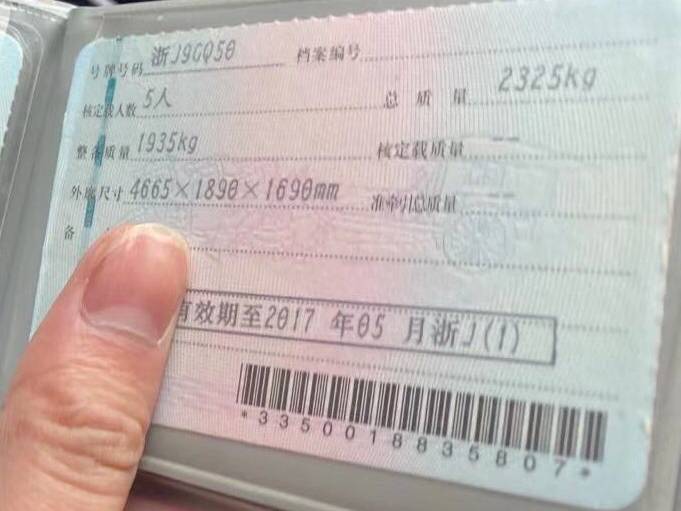 号牌号码 浙J9GQ50 档案编号
核定载人数 5人 总质量 2325kg
整备质量 1935kg 核定载质量 --
外廓尺寸 4665×1890×1690mm 准牵引总质量 --
备
有效期至2017 年05 月浙J(1)
*3350018835807*